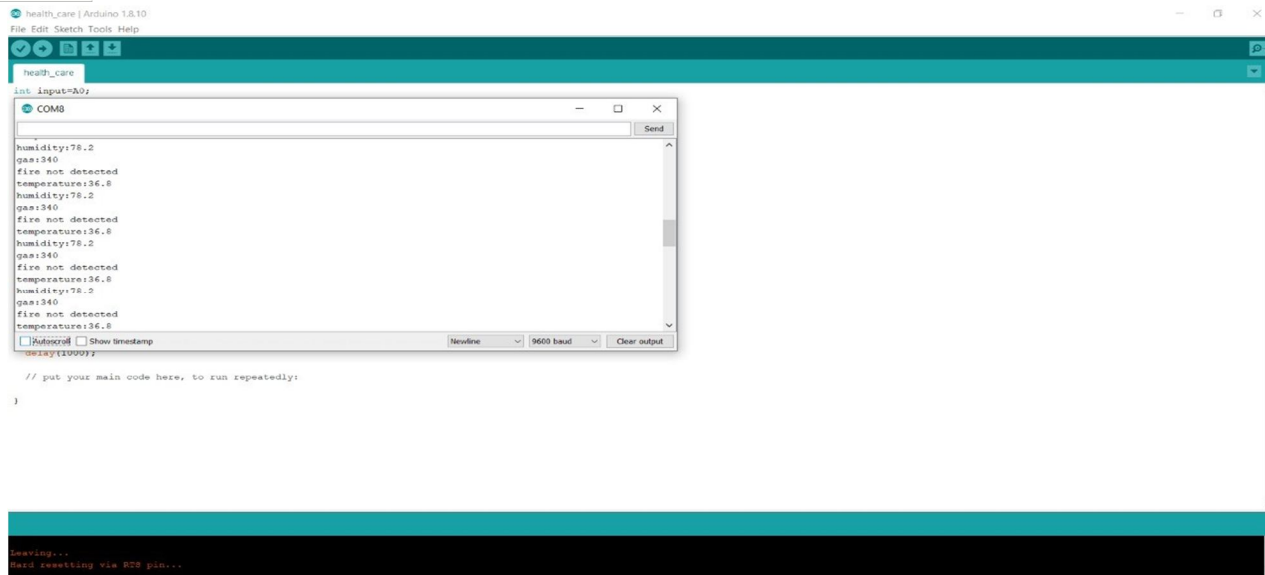 health_care | Arduino 1.8.10
File Edit Sketch Tools Help
health_care
int input=A0;
COM8
Send
humidity:78.2
gas:340
fire not detected
temperature:36.8
humidity:78.2
gas:340
fire not detected
temperature:36.8
humidity:78.2
gas:340
fire not detected
temperature:36.8
humidity:78.2
gas:340
fire not detected
temperature:36.8
Autoscroll Show timestamp Newline 9600 baud Clear output
delay(1000);
// put your main code here, to run repeatedly:
}
Leaving...
Hard resetting via RTS pin...